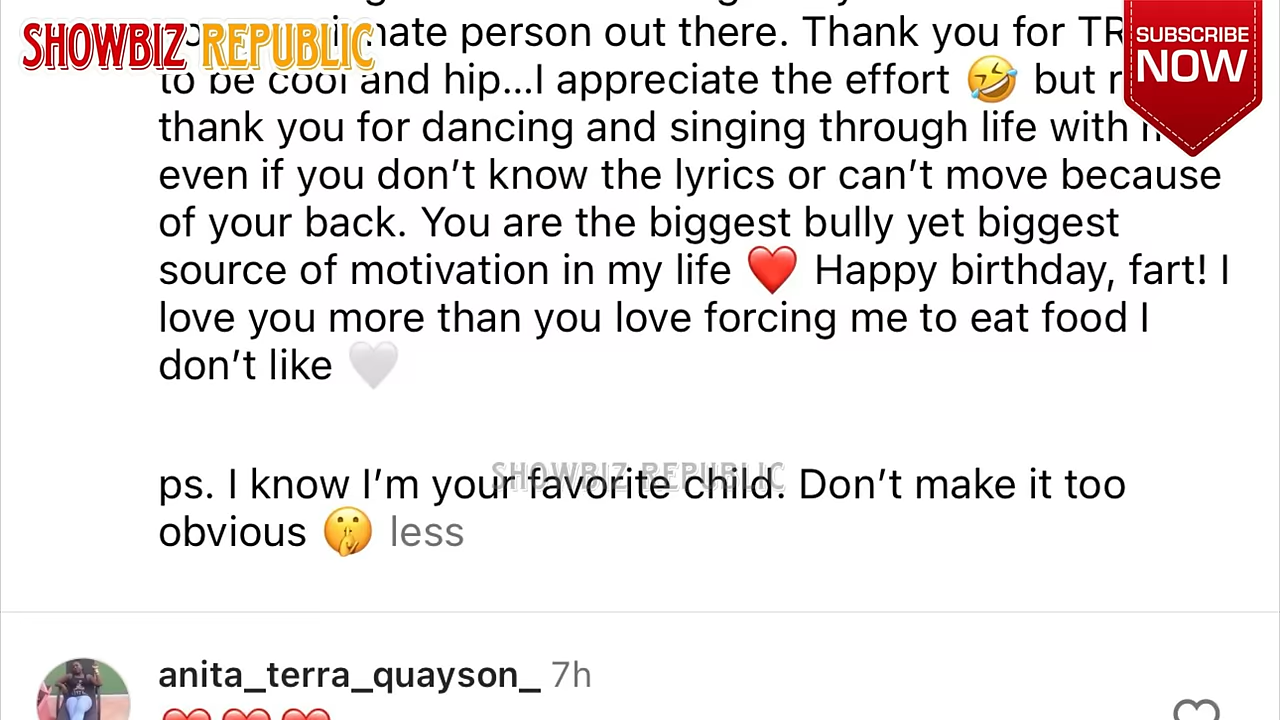 SHOWBIZ REPUBLIC
SUBSCRIBE
NOW
person out there. Thank you for
to be cool and hip...I appreciate the effort 🤣 but
thank you for dancing and singing through life with
even if you don’t know the lyrics or can’t move because
of your back. You are the biggest bully yet biggest
source of motivation in my life ❤️ Happy birthday, fart! I
love you more than you love forcing me to eat food I
don’t like 🤍
SHOWBIZ REPUBLIC
ps. I know I’m your favorite child. Don’t make it too
obvious 🤫 less
anita_terra_quayson_ 7h
❤️❤️❤️